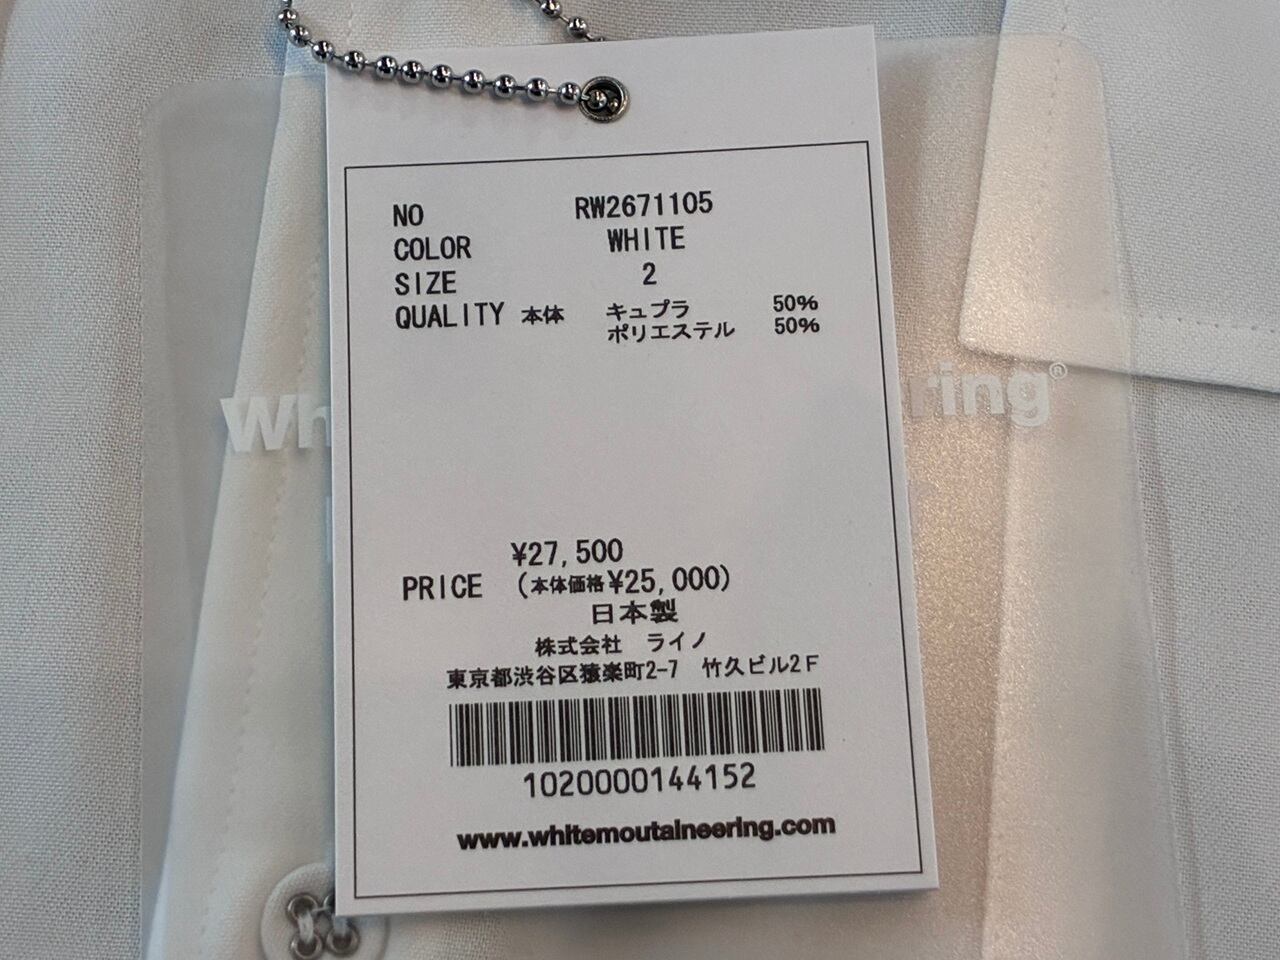 NO RW2671105
COLOR WHITE
SIZE 2
QUALITY 本体 キュプラ 50%
ポリエステル 50%
Wh ring®
¥27,500
PRICE (本体価格¥25,000)
日本製
株式会社 ライノ
東京都渋谷区猿楽町2-7 竹久ビル2F
1020000144152
www.whitemoutaineering.com